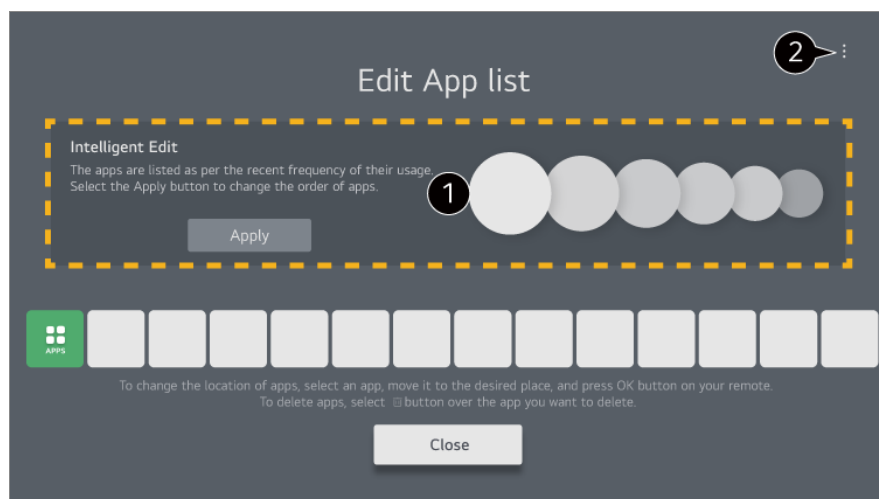 2
Edit App list
Intelligent Edit
The apps are listed as per the recent frequency of their usage.
Select the Apply button to change the order of apps.
1
Apply
APPS
To change the location of apps, select an app, move it to the desired place, and press OK button on your remote.
To delete apps, select button over the app you want to delete.
Close